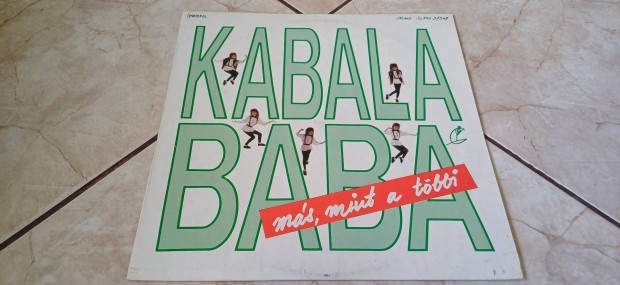 KABALA
BABA
más, mint a többi